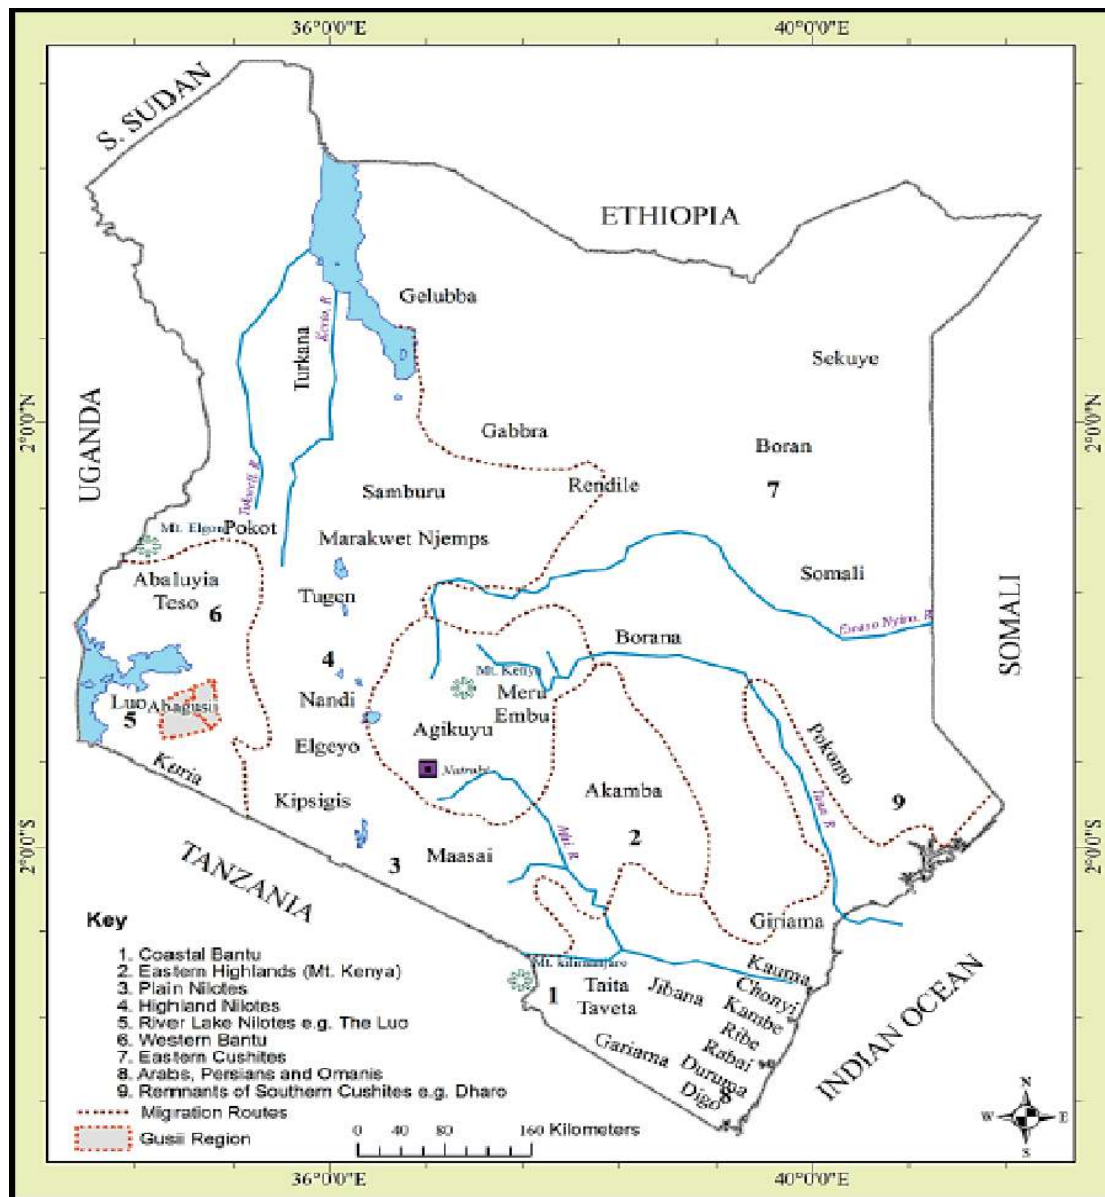 36°0'0"E
40°0'0"E
S. SUDAN
ETHIOPIA
Gelubba
Kerio. R
Turkana
Sekuye
UGANDA
2°0'0"N
2°0'0"N
Gabbra
Boran
7
Turkwell. R
Rendile
Samburu
Mt. Elgon
Pokot
Marakwet Njemps
Abaluyia
Teso
6
Tugen
Somali
SOMALI
Ewaso Nyiro. R
Borana
4
Mt. Kenya
Meru
Embu
Nandi
Luo
Abagusii
5
Agikuyu
Elgeyo
Pokomo
Kuria
Nairobi
Akamba
Tana. R
9
Kipsigis
2
2°0'0"S
2°0'0"S
Maasai
3
TANZANIA
Giriama
Key
1. Coastal Bantu
2. Eastern Highlands (Mt. Kenya)
3. Plain Nilotes
4. Highland Nilotes
5. River Lake Nilotes e.g. The Luo
6. Western Bantu
7. Eastern Cushites
8. Arabs, Persians and Omanis
9. Remnants of Southern Cushites e.g. Dharo
Migration Routes
Gusii Region
Mt. kilimanjaro
1
Taita
Taveta
Jibana
Kauma
Chonyi
Kambe
Ribe
Rabai
Gariama
Duruma
Digo
8
INDIAN OCEAN
N
W
E
S
0 40 80 160 Kilometers
36°0'0"E
40°0'0"E